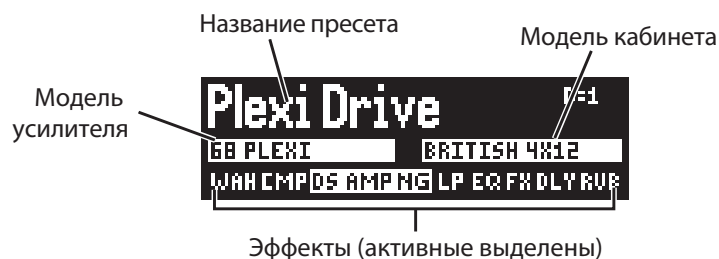 Название пресета
Модель кабинета
Модель
усилителя
Plexi Drive
68 PLEXI
BRITISH 4X12
WAH CMP DS AMP NG LP EQ FX DLY RVB
Эффекты (активные выделены)